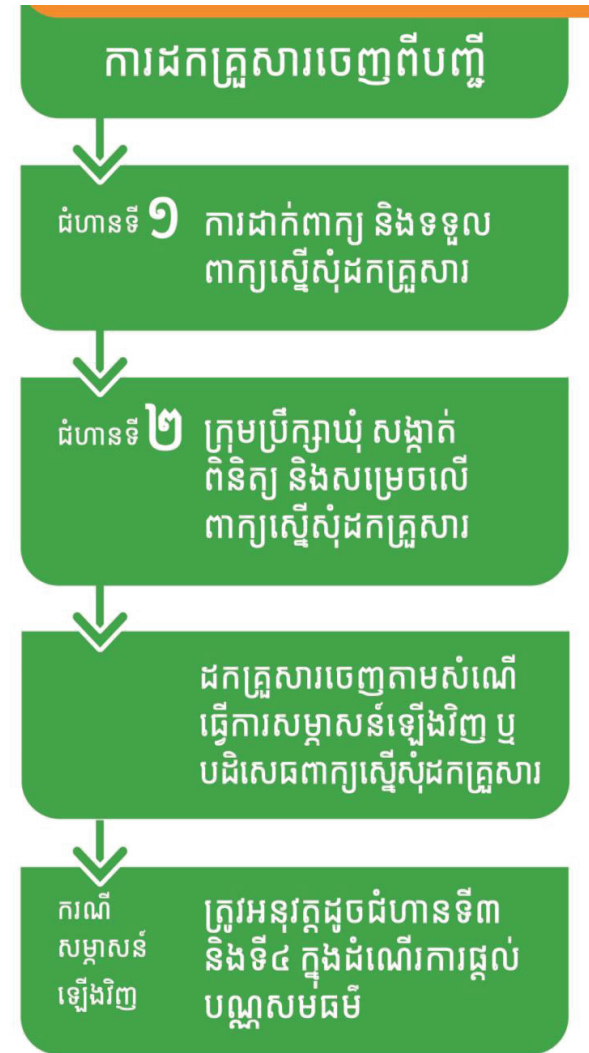 ការដកគ្រួសារចេញពីបញ្ជី
ជំហានទី ១ ការដាក់ពាក្យ និងទទួល
ពាក្យស្នើសុំដកគ្រួសារ
ជំហានទី ២ ក្រុមប្រឹក្សាឃុំ សង្កាត់
ពិនិត្យ និងសម្រេចលើ
ពាក្យស្នើសុំដកគ្រួសារ
ដកគ្រួសារចេញតាមសំណើ
ធ្វើការសម្ភាសន៍ឡើងវិញ ឬ
បដិសេធពាក្យស្នើសុំដកគ្រួសារ
ករណី
សម្ភាសន៍
ឡើងវិញ
ត្រូវអនុវត្តដូចជំហានទី៣
និងទី៤ ក្នុងដំណើរការផ្តល់
បណ្ណសមធម៌